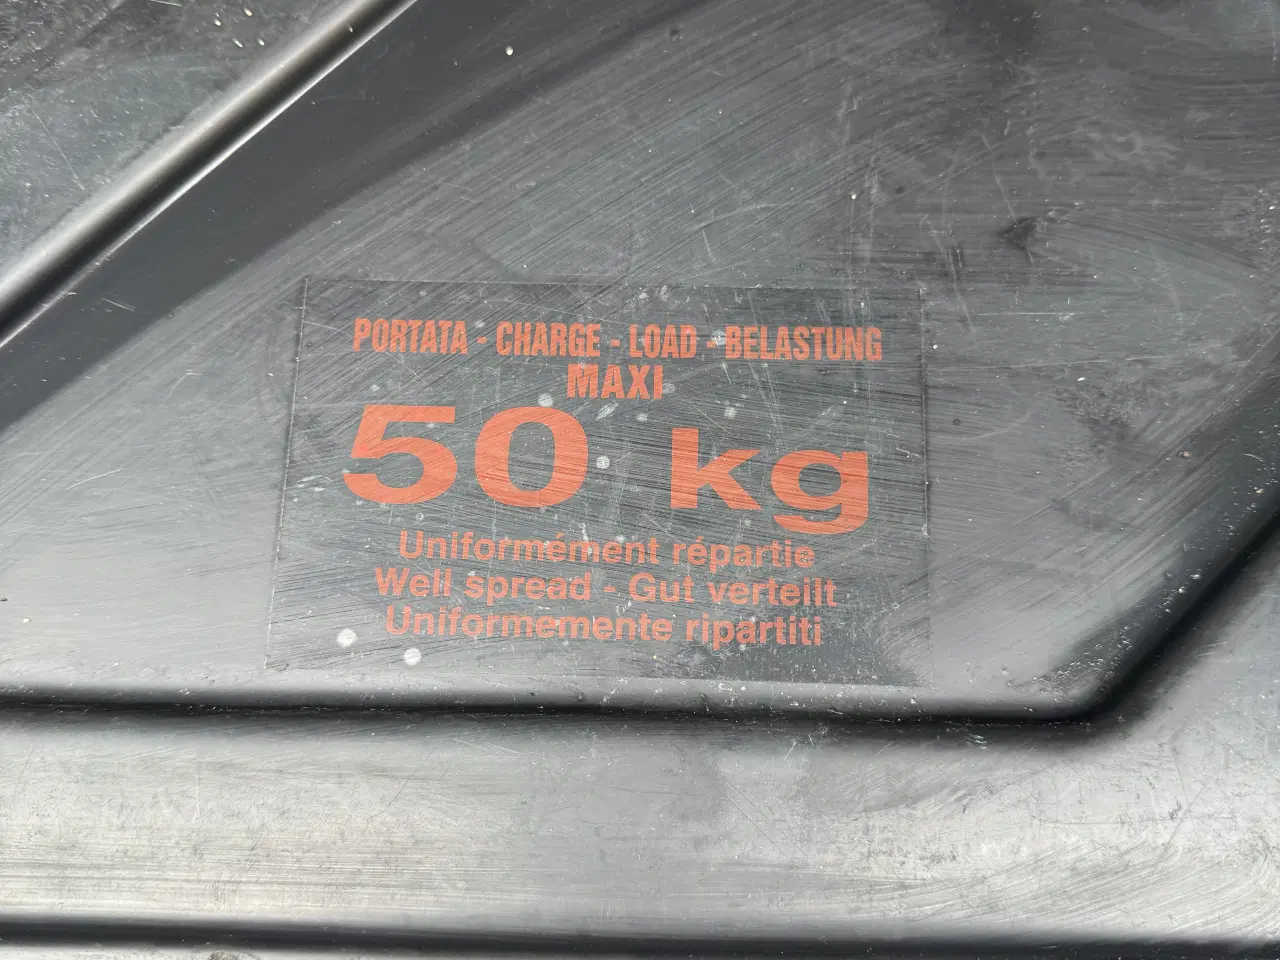 PORTATA - CHARGE - LOAD - BELASTUNG
MAXI
50 kg
Uniformément répartie
Well spread - Gut verteilt
Uniformemente ripartiti